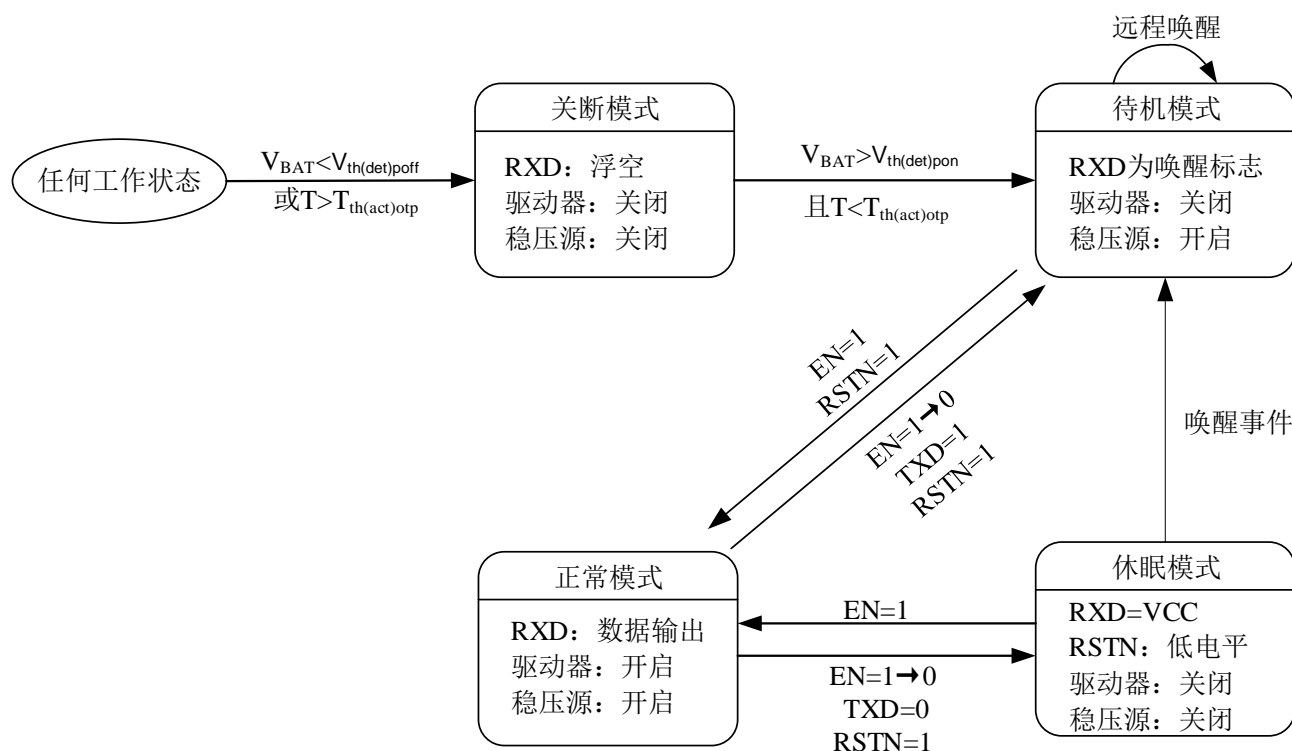 远程唤醒
关断模式
RXD：浮空
驱动器：关闭
稳压源：关闭
待机模式
RXD为唤醒标志
驱动器：关闭
稳压源：开启
任何工作状态
V_BAT<V_th(det)poff
或T>T_th(act)otp
V_BAT>V_th(det)pon
且T<T_th(act)otp
EN=1
RSTN=1
EN=1→0
TXD=1
RSTN=1
唤醒事件
正常模式
RXD：数据输出
驱动器：开启
稳压源：开启
EN=1
EN=1→0
TXD=0
RSTN=1
休眠模式
RXD=VCC
RSTN：低电平
驱动器：关闭
稳压源：关闭